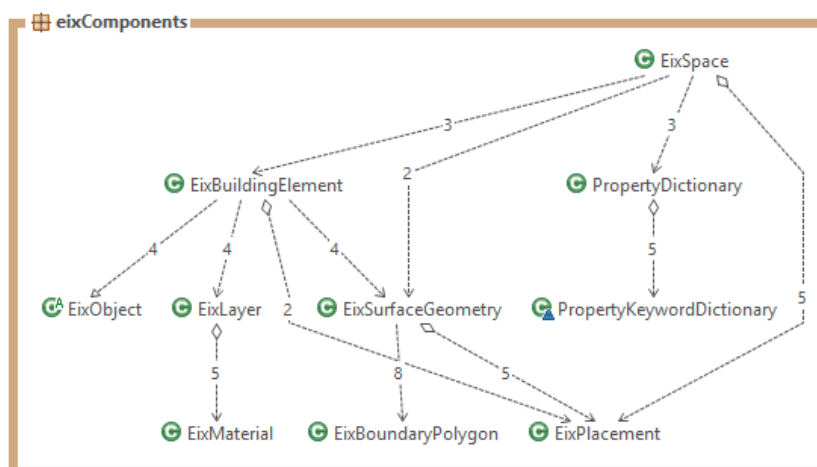 eixComponents
EixSpace
3
3
2
EixBuildingElement
PropertyDictionary
4
4
4
5
EixObject
EixLayer
2
EixSurfaceGeometry
PropertyKeywordDictionary
5
5
8
5
EixMaterial
EixBoundaryPolygon
EixPlacement